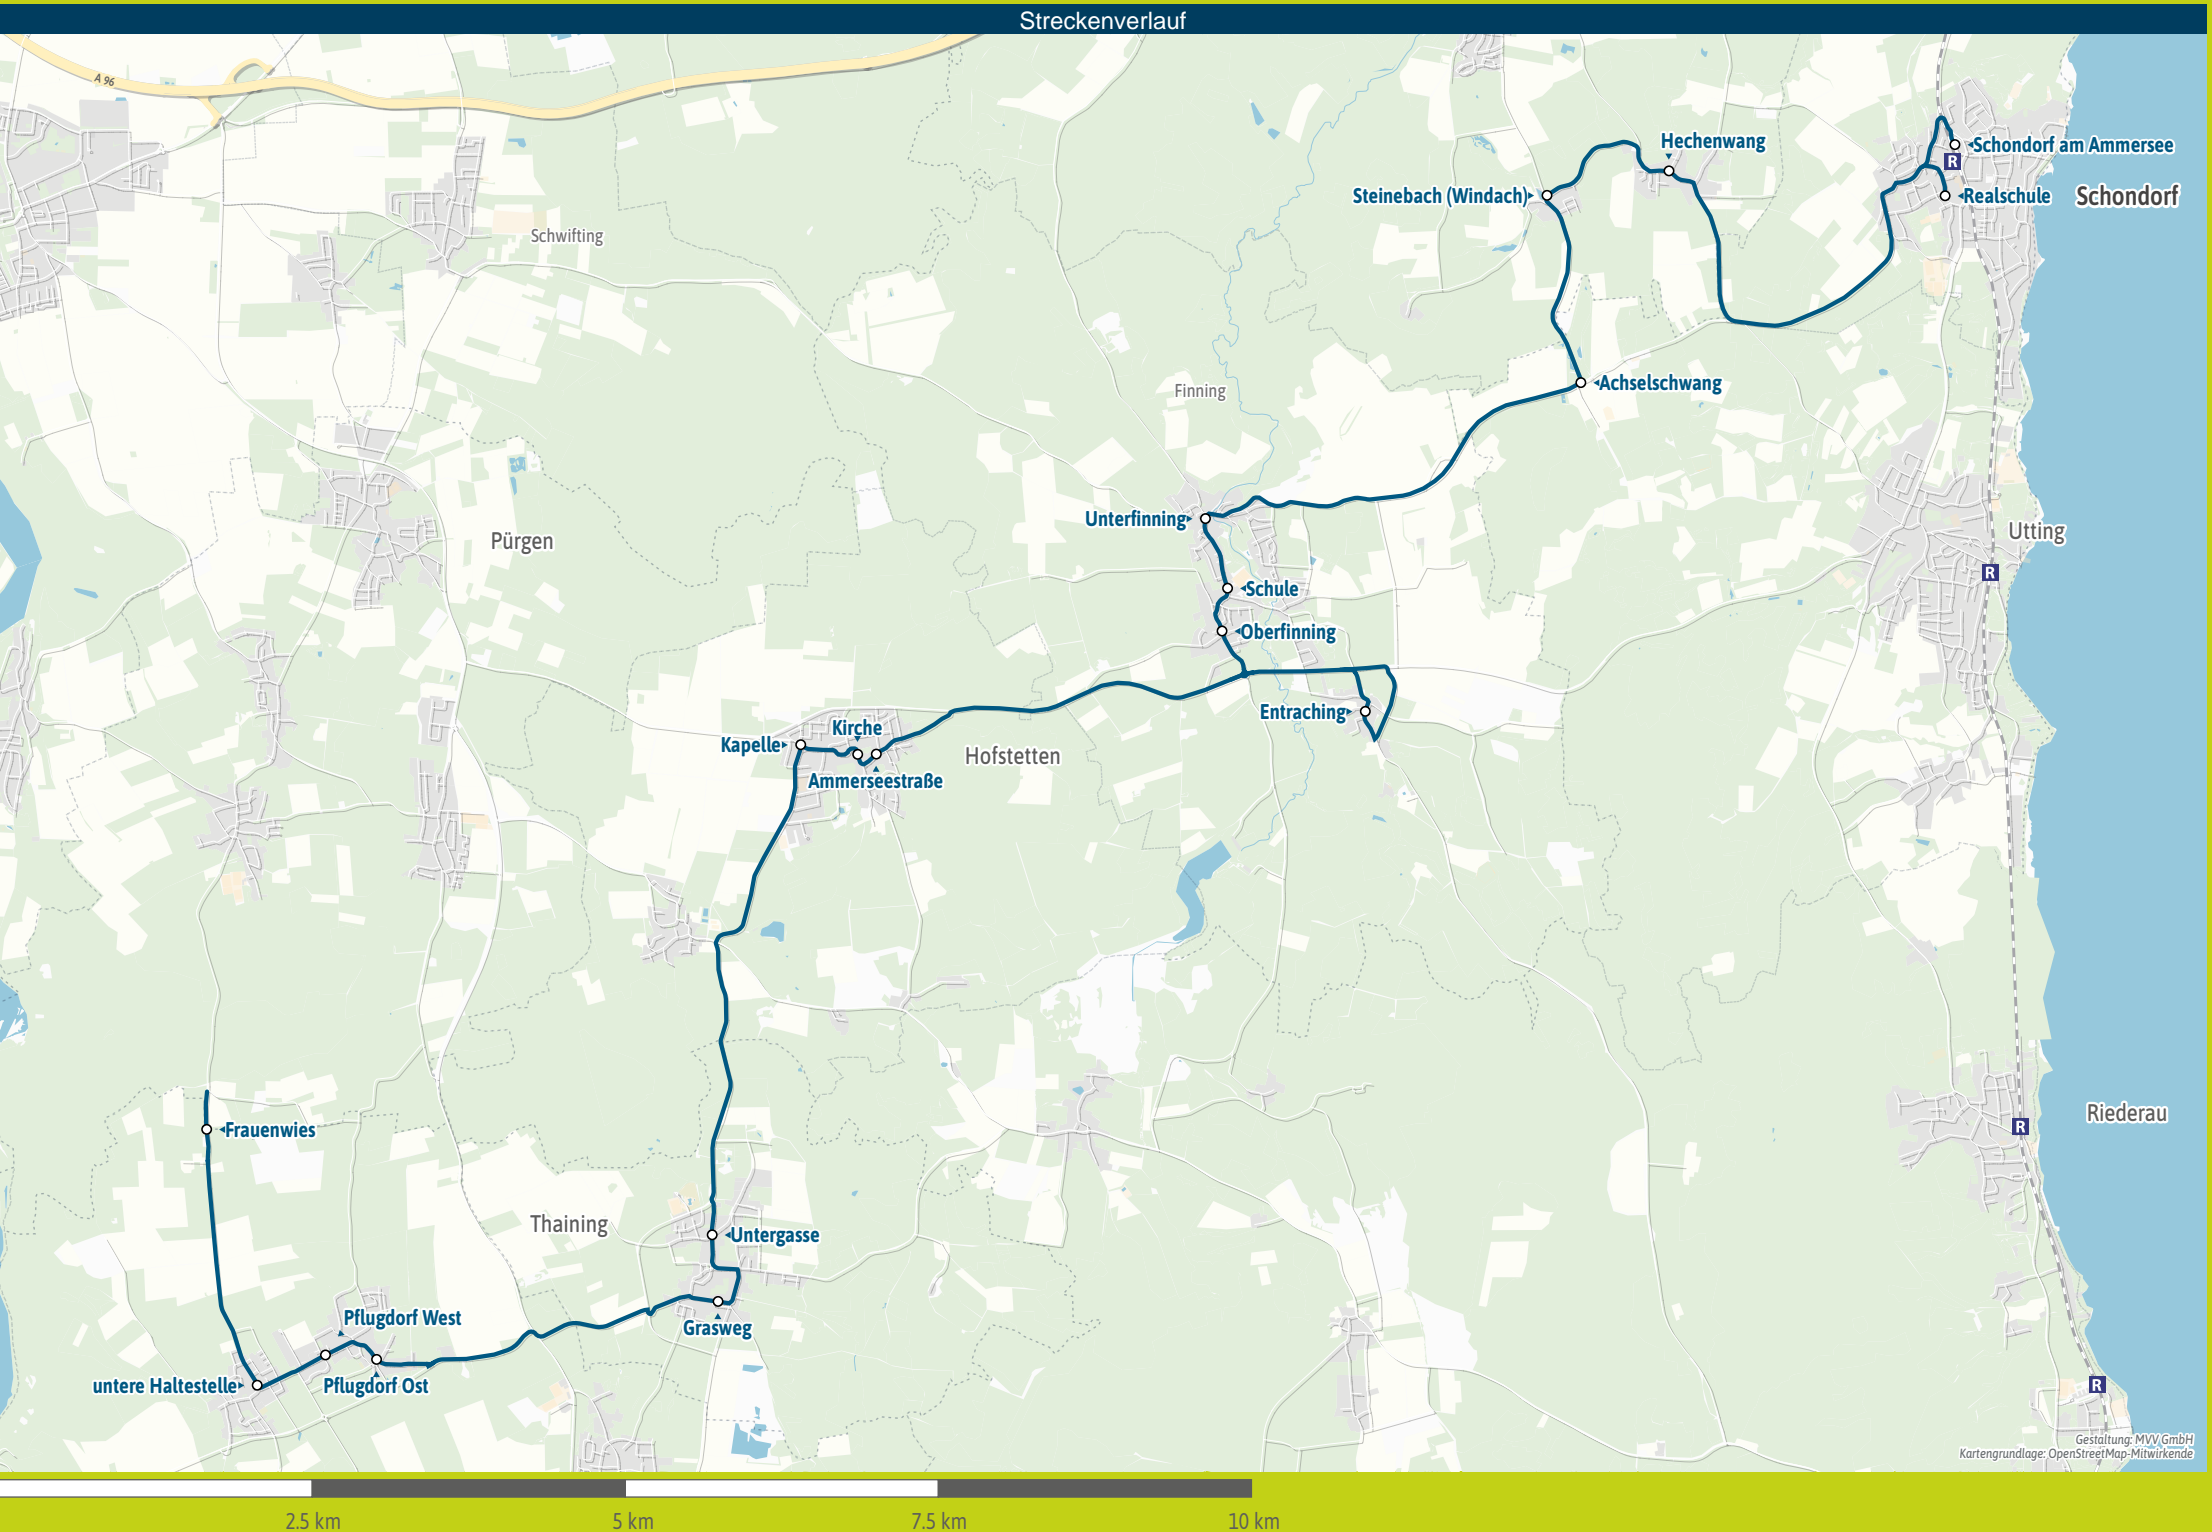 Streckenverlauf
A 96
Hechenwang
Schondorf am Ammersee
R
Steinebach (Windach)
Realschule
Schondorf
Schwifting
Achselschwang
Finning
Unterfinning
Utting
Pürgen
R
Schule
Oberfinning
Entraching
Kirche
Kapelle
Hofstetten
Ammerseestraße
Frauenwies
Riederau
R
Thaining
Untergasse
Pflugdorf West
Grasweg
untere Haltestelle
Pflugdorf Ost
R
Gestaltung: MVV GmbH
Kartengrundlage: OpenStreetMap-Mitwirkende
2.5 km
5 km
7.5 km
10 km